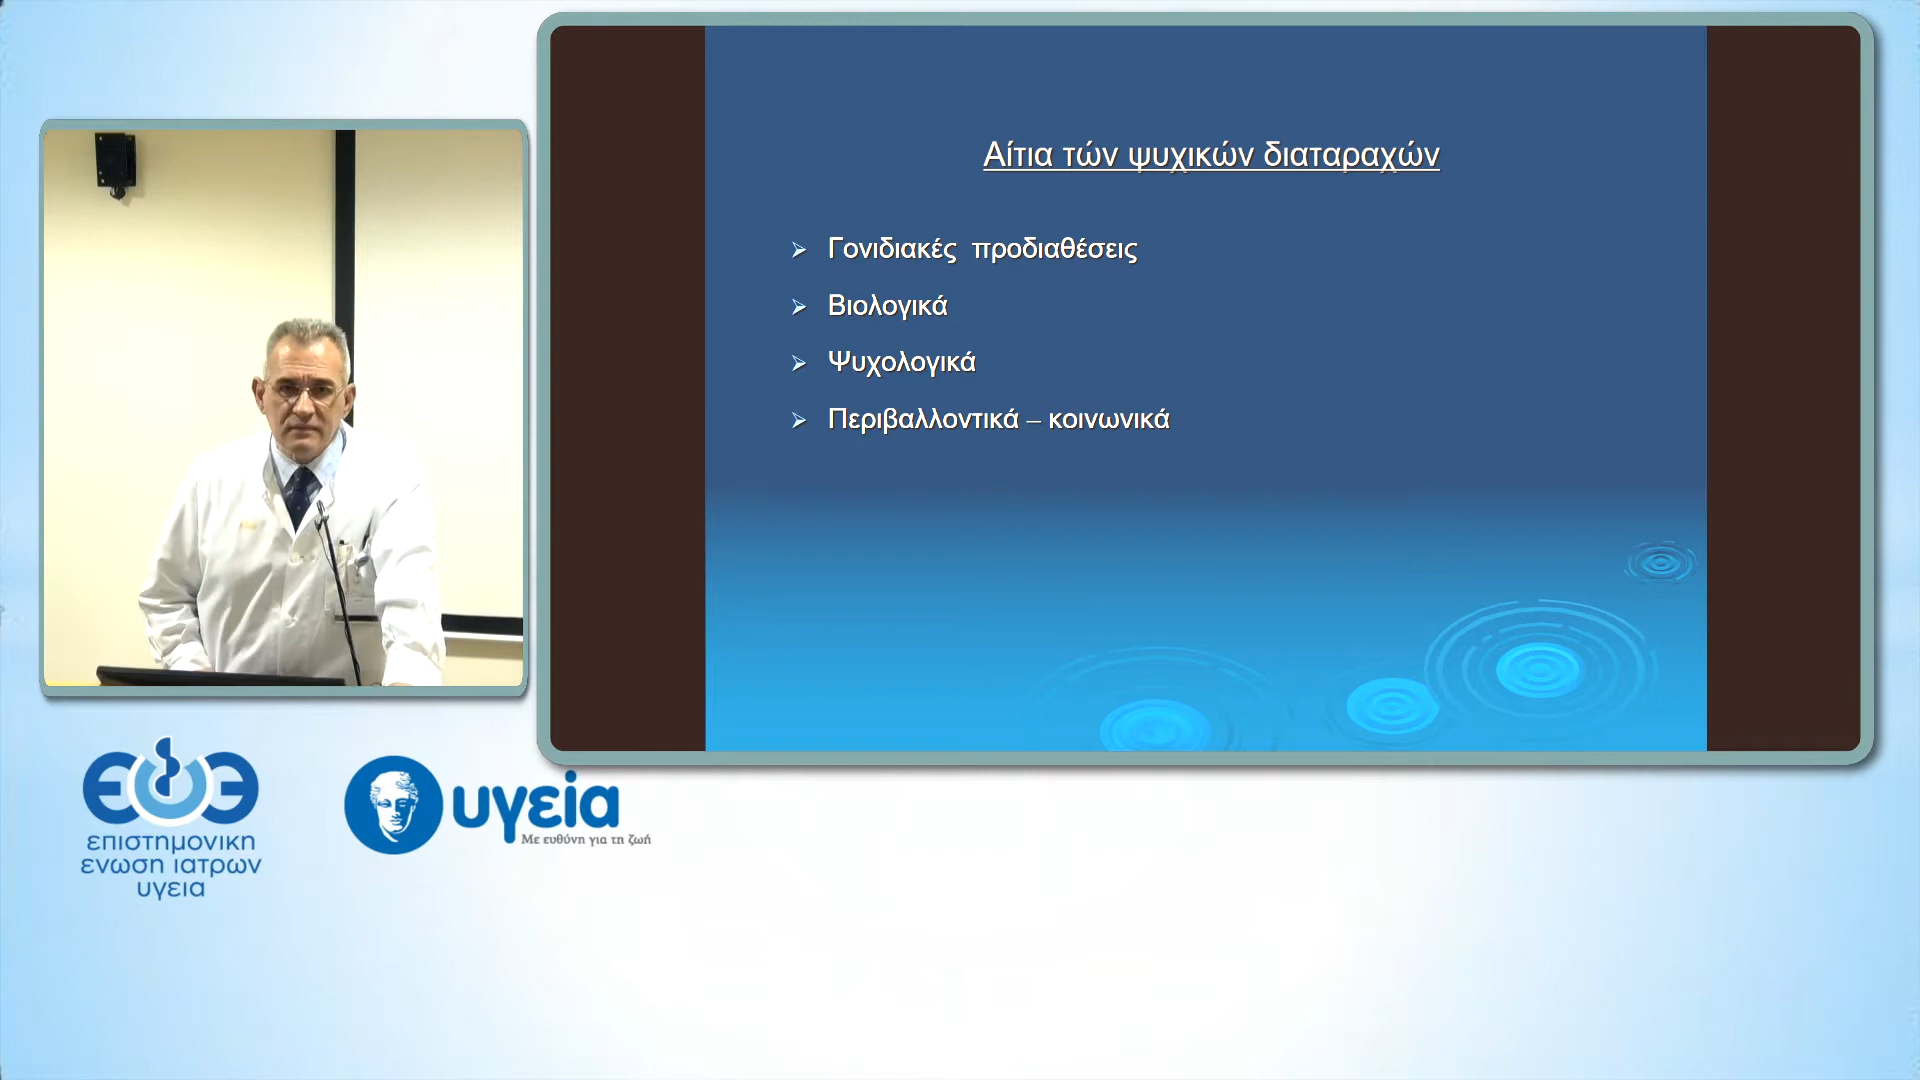 Αίτια τών ψυχικών διαταραχών
Γονιδιακές προδιαθέσεις
Βιολογικά
Ψυχολογικά
Περιβαλλοντικά – κοινωνικά
επιστημονικη
ενωση ιατρων
υγεια
υγεία
Με ευθύνη για τη ζωή